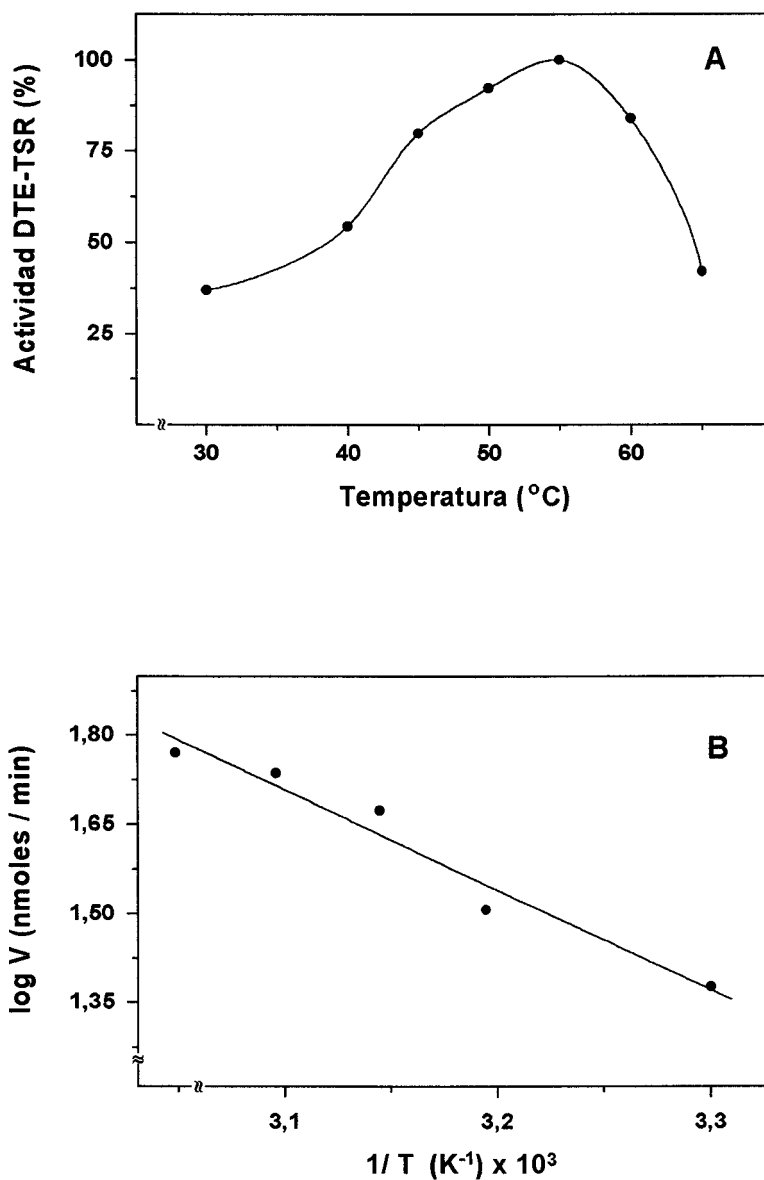 A
Actividad DTE-TSR (%)
100
75
50
25
30 40 50 60
Temperatura (°C)
B
log V (nmoles / min)
1,80
1,65
1,50
1,35
3,1 3,2 3,3
1/ T (K⁻¹) x 10³